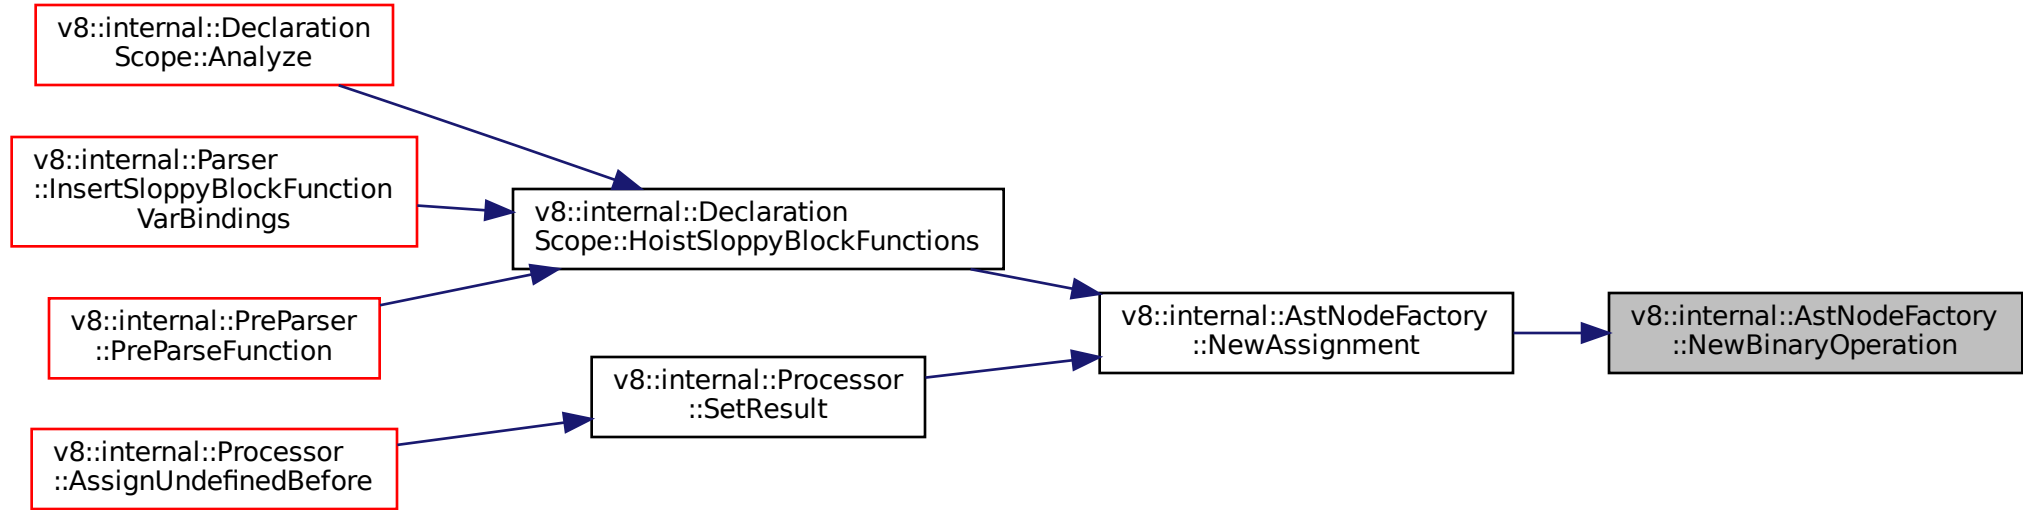 v8::internal::Declaration
Scope::Analyze
v8::internal::Parser
::InsertSloppyBlockFunction
VarBindings
v8::internal::PreParser
::PreParseFunction
v8::internal::Processor
::AssignUndefinedBefore
v8::internal::Declaration
Scope::HoistSloppyBlockFunctions
v8::internal::Processor
::SetResult
v8::internal::AstNodeFactory
::NewAssignment
v8::internal::AstNodeFactory
::NewBinaryOperation